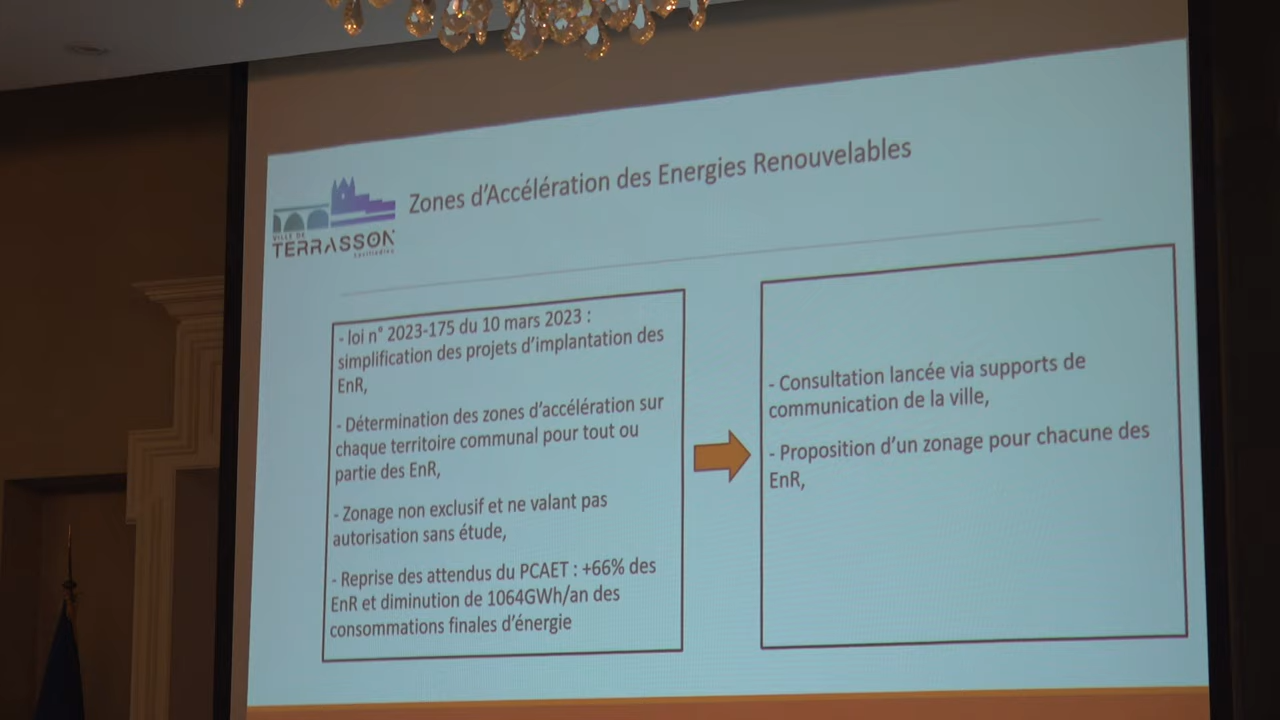 Zones d'Accélération des Energies Renouvelables
VILLE DE
TERRASSON
- loi n° 2023-175 du 10 mars 2023 :
simplification des projets d'implantation des
EnR,
- Détermination des zones d'accélération sur
chaque territoire communal pour tout ou
partie des EnR,
- Zonage non exclusif et ne valant pas
autorisation sans étude,
- Reprise des attendus du PCAET : +66% des
EnR et diminution de 1064GWh/an des
consommations finales d'énergie
- Consultation lancée via supports de
communication de la ville,
- Proposition d'un zonage pour chacune des
EnR,